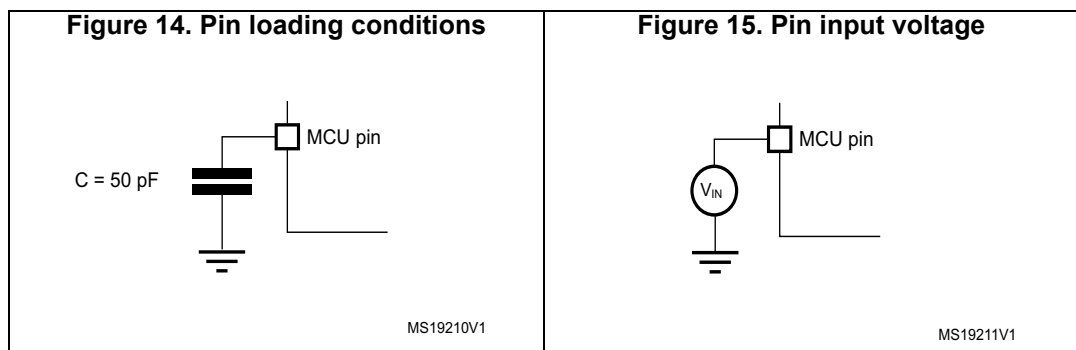 Figure 14. Pin loading conditions
MCU pin
C = 50 pF
MS19210V1
Figure 15. Pin input voltage
MCU pin
VIN
MS19211V1